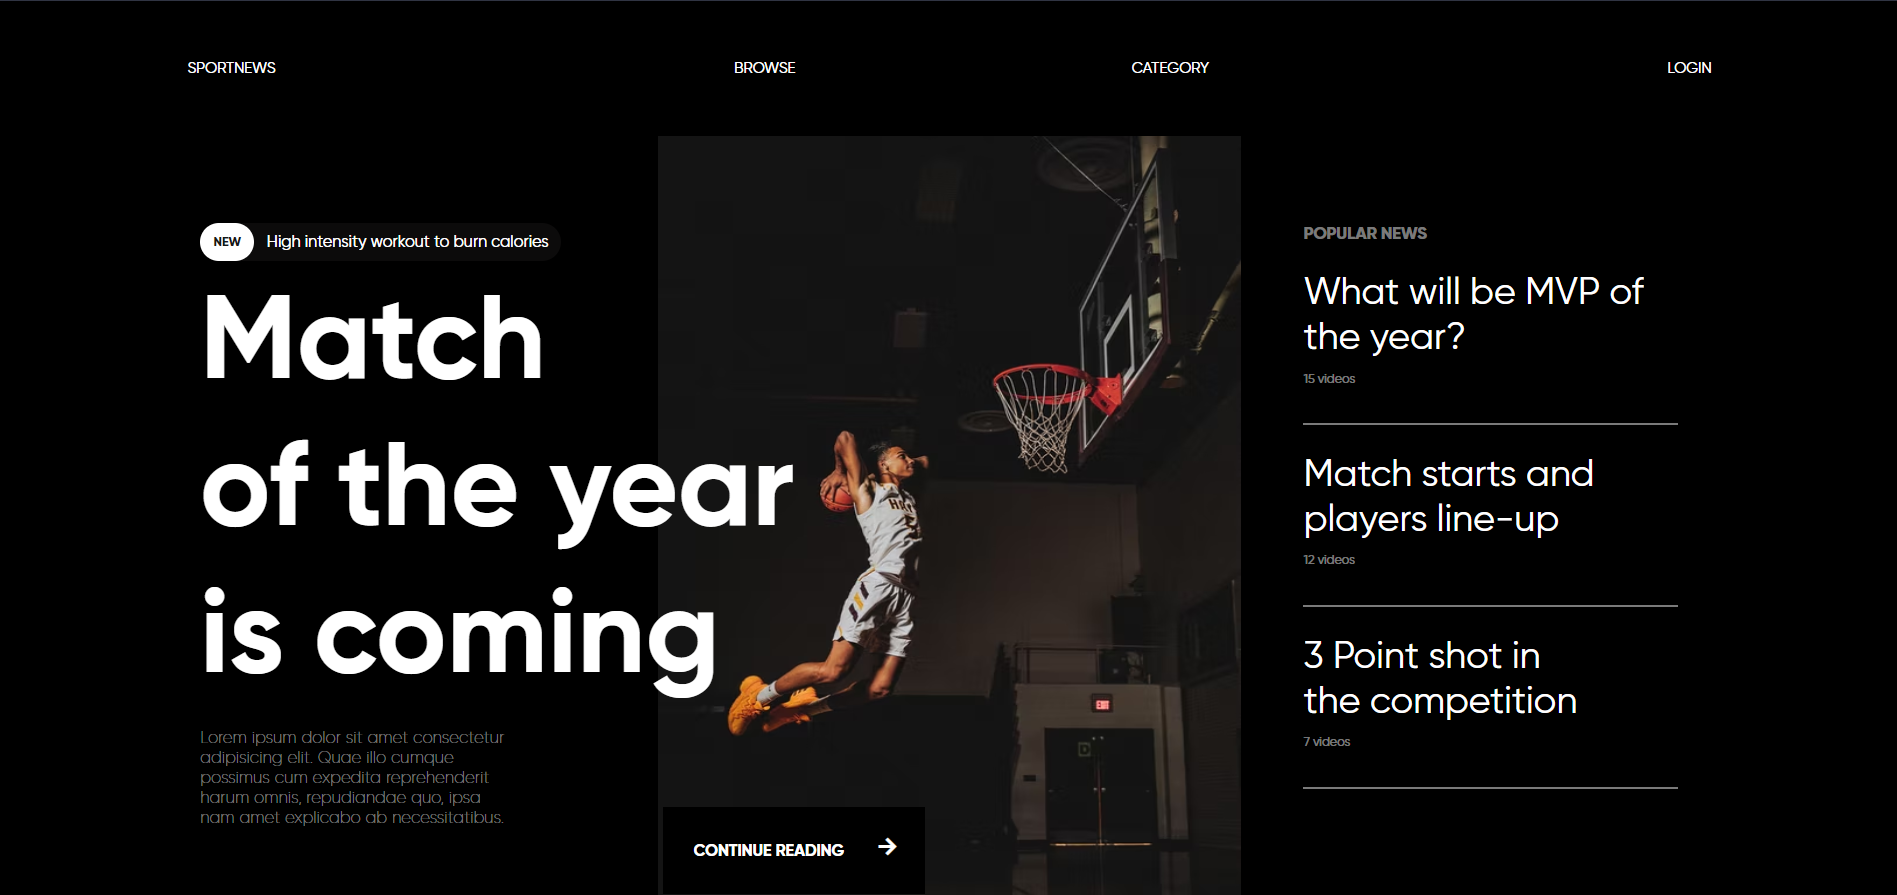 SPORTNEWS
BROWSE
CATEGORY
LOGIN
NEW High intensity workout to burn calories
Match
of the year
is coming
Lorem ipsum dolor sit amet consectetur
adipisicing elit. Quae illo cumque
possimus cum expedita reprehenderit
harum omnis, repudiandae quo, ipsa
nam amet explicabo ab necessitatibus.
CONTINUE READING
EXIT
POPULAR NEWS
What will be MVP of
the year?
15 videos
Match starts and
players line-up
12 videos
3 Point shot in
the competition
7 videos